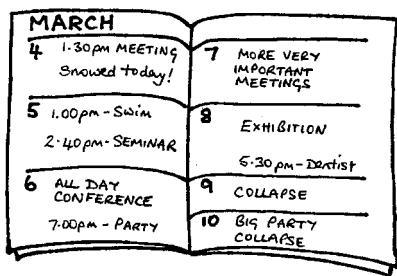 MARCH
4 1.30pm MEETING
Snowed today!
5 1.00pm - Swim
2.40pm - SEMINAR
6 ALL DAY
CONFERENCE
7.00pm - PARTY
7 MORE VERY
IMPORTANT
MEETINGS
8
EXHIBITION
5.30pm - Dentist
9 COLLAPSE
10 BIG PARTY
COLLAPSE